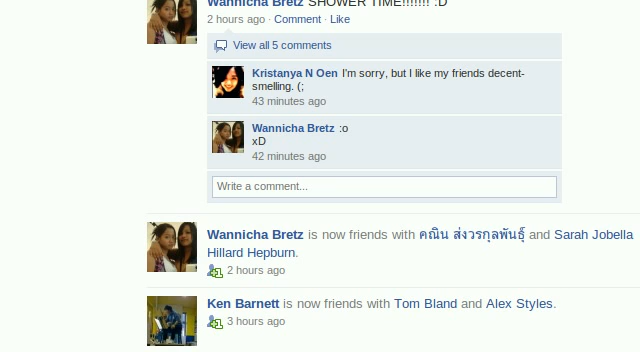 Wannicha Bretz SHOWER TIME!!!!!!! :D
2 hours ago · Comment · Like
View all 5 comments
Kristanya N Oen I'm sorry, but I like my friends decent-
smelling. (;
43 minutes ago
Wannicha Bretz :o
xD
42 minutes ago
Write a comment...
Wannicha Bretz is now friends with คณิน ส่งวรกุลพันธุ์ and Sarah Jobella
Hillard Hepburn.
2 hours ago
Ken Barnett is now friends with Tom Bland and Alex Styles.
3 hours ago